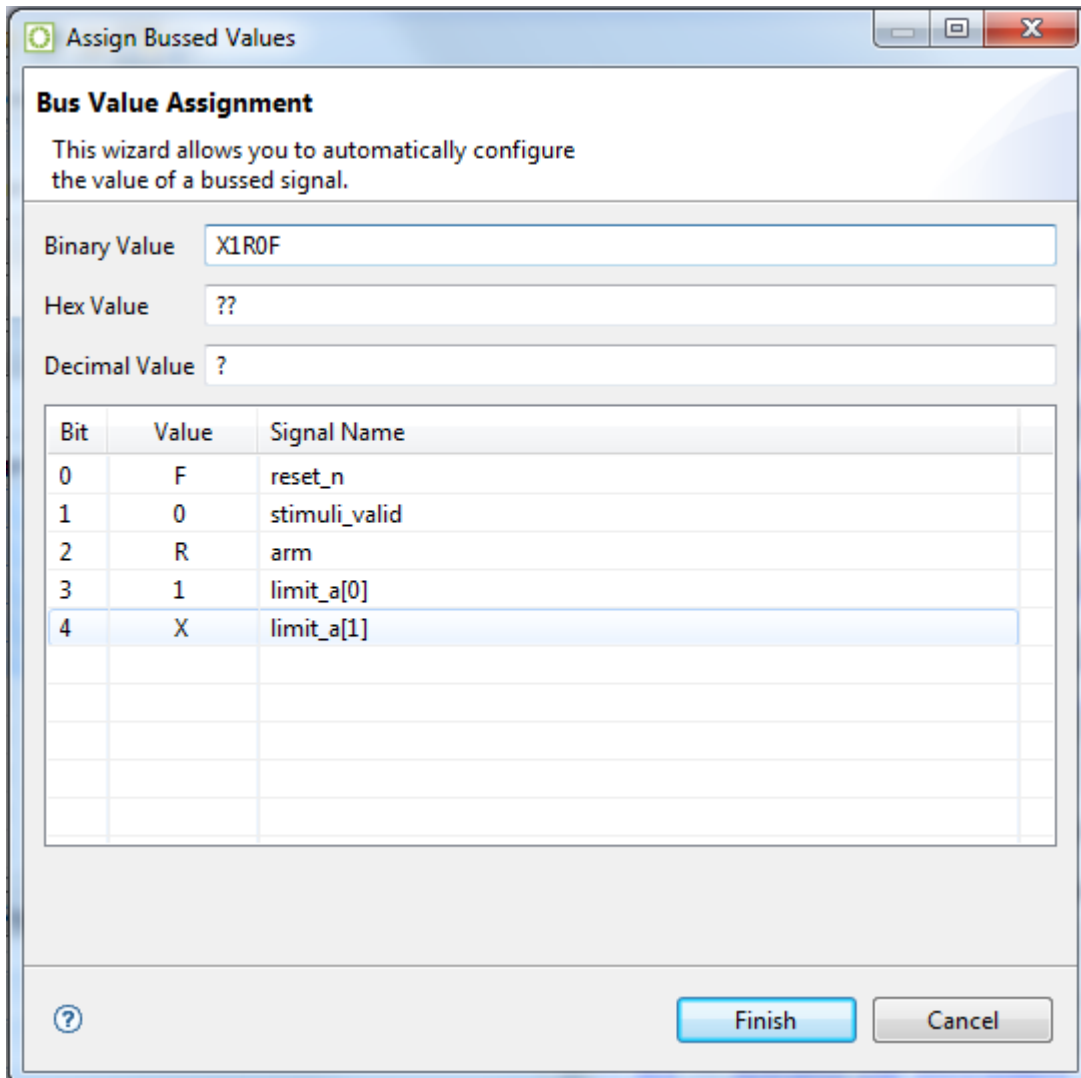 Assign Bussed Values
Bus Value Assignment
This wizard allows you to automatically configure
the value of a bussed signal.
Binary Value X1R0F
Hex Value ??
Decimal Value ?
Bit Value Signal Name
0 F reset_n
1 0 stimuli_valid
2 R arm
3 1 limit_a[0]
4 X limit_a[1]
Finish Cancel